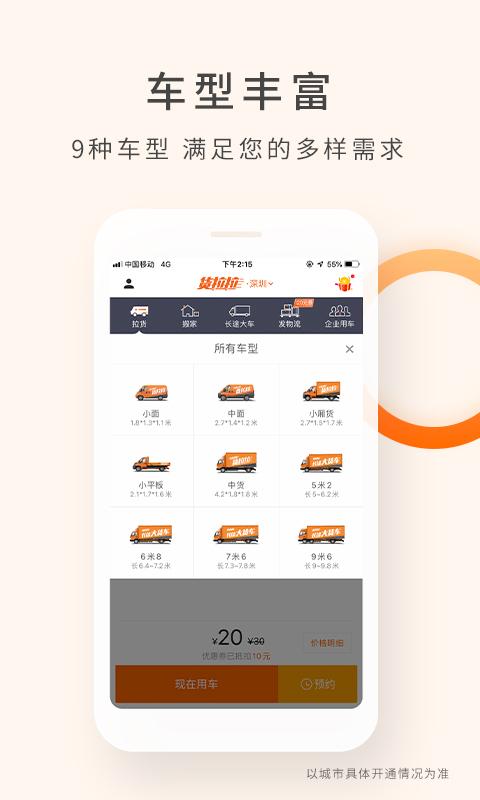 车型丰富
9种车型 满足您的多样需求
中国移动 4G 下午2:15 55%
货拉拉·深圳
拉货 搬家 长途大车 发物流 企业用车
所有车型
小面 中面 小厢货
1.8*1.3*1.1米 2.7*1.4*1.2米 2.7*1.5*1.7米
小平板 中货 5米2
2.1*1.7*1.6米 4.2*1.8*1.8米 长5~6.2米
6米8 7米6 9米6
长6.4~7.2米 长7.3~7.8米 长9~9.8米
¥20 ¥30 价格明细
优惠券已抵扣10元
现在用车 预约
以城市具体开通情况为准